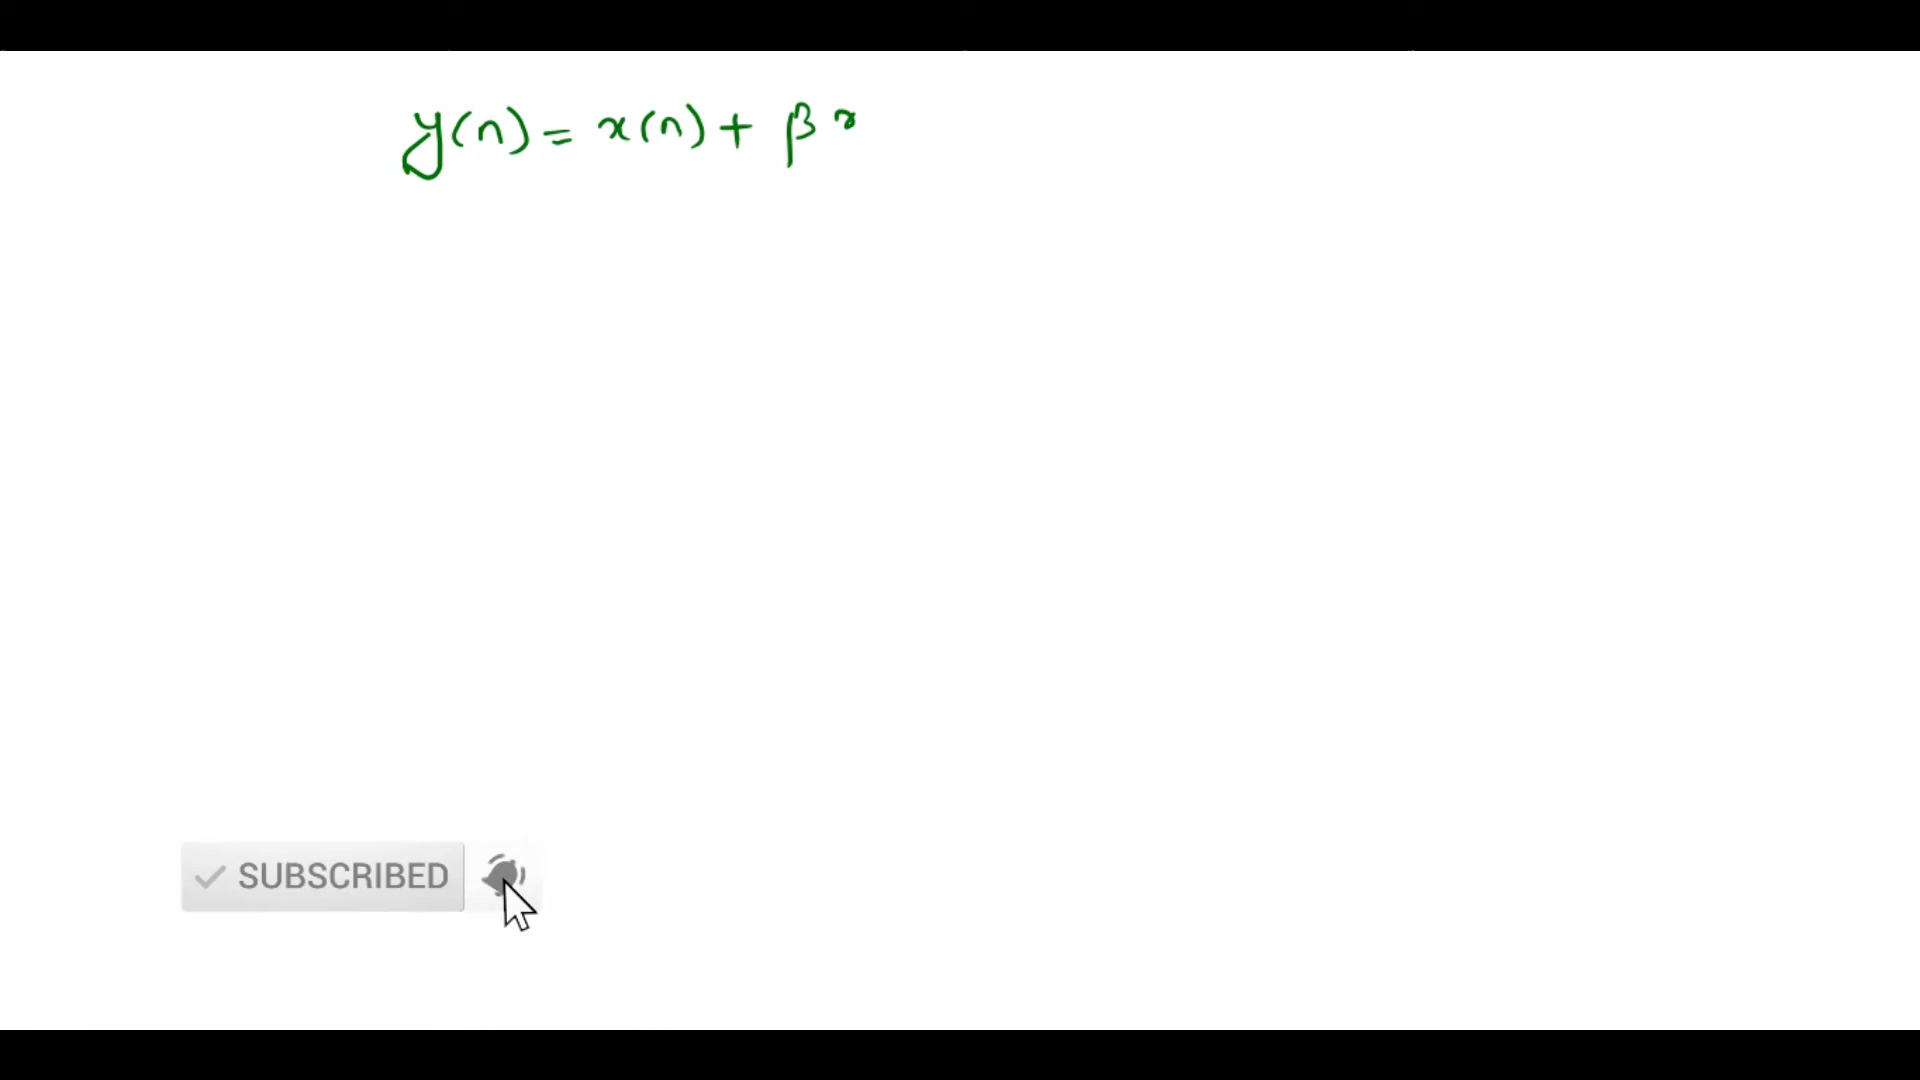 y(n) = x(n) + β x
SUBSCRIBED